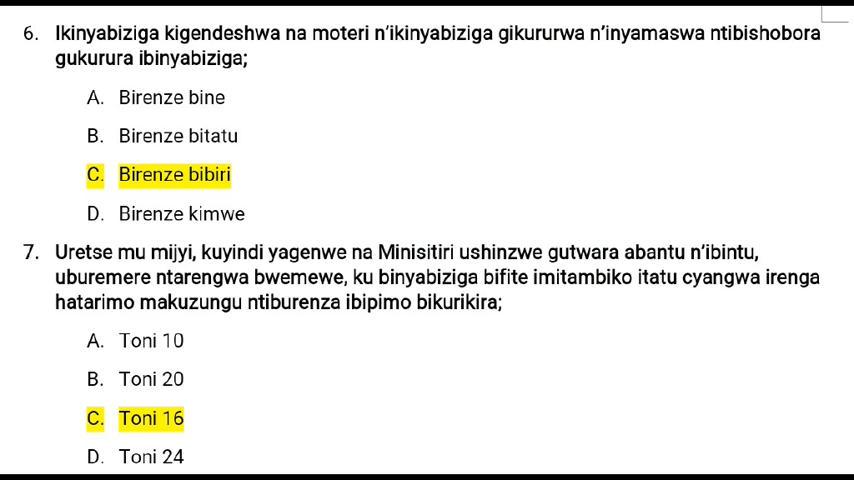 6. Ikinyabiziga kigendeshwa na moteri n'ikinyabiziga gikururwa n'inyamaswa ntibishobora
gukurura ibinyabiziga;
A. Birenze bine
B. Birenze bitatu
C. Birenze bibiri
D. Birenze kimwe
7. Uretse mu mijyi, kuyindi yagenwe na Minisitiri ushinzwe gutwara abantu n'ibintu,
uburemere ntarengwa bwemewe, ku binyabiziga bifite imitambiko itatu cyangwa irenga
hatarimo makuzungu ntiburenza ibipimo bikurikira;
A. Toni 10
B. Toni 20
C. Toni 16
D. Toni 24